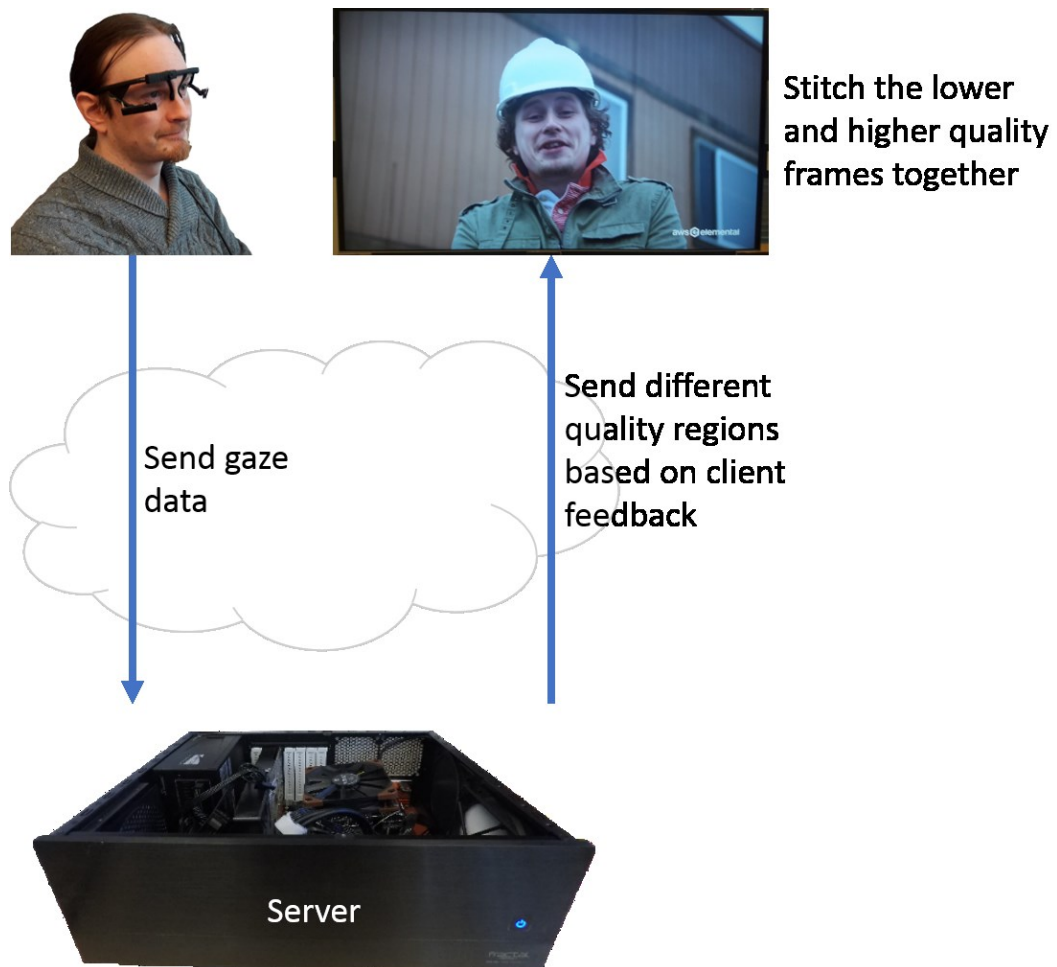 Stitch the lower
and higher quality
frames together
aws elemental
Send different
quality regions
based on client
feedback
Send gaze
data
Server